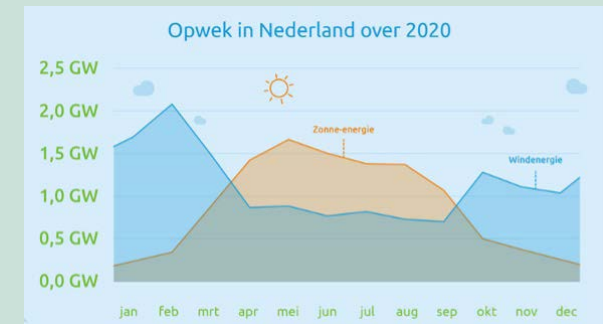 Opwek in Nederland over 2020
2,5 GW
2,0 GW
1,5 GW
1,0 GW
0,5 GW
0,0 GW
Zonne-energie
Windenergie
jan feb mrt apr mei jun jul aug sep okt nov dec